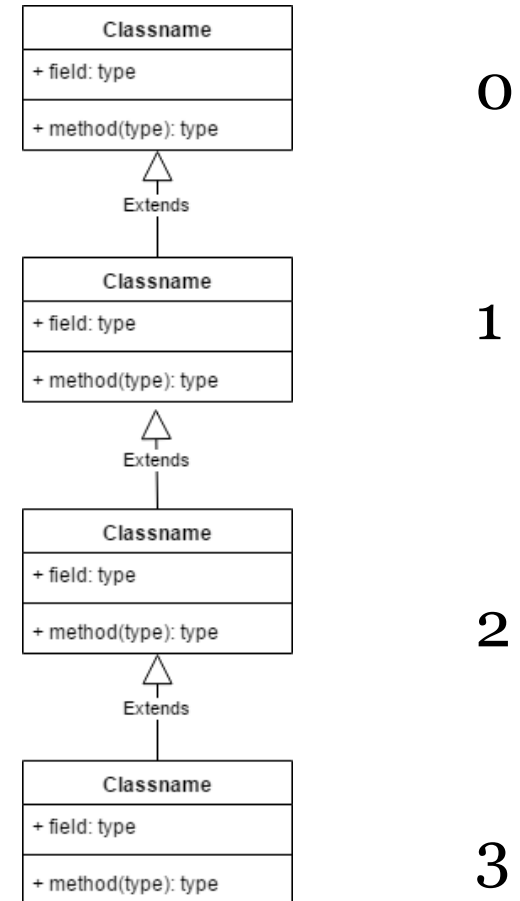 Classname
+ field: type
0
+ method(type): type
Extends
Classname
+ field: type
1
+ method(type): type
Extends
Classname
+ field: type
+ method(type): type
2
Extends
Classname
+ field: type
+ method(type): type
3